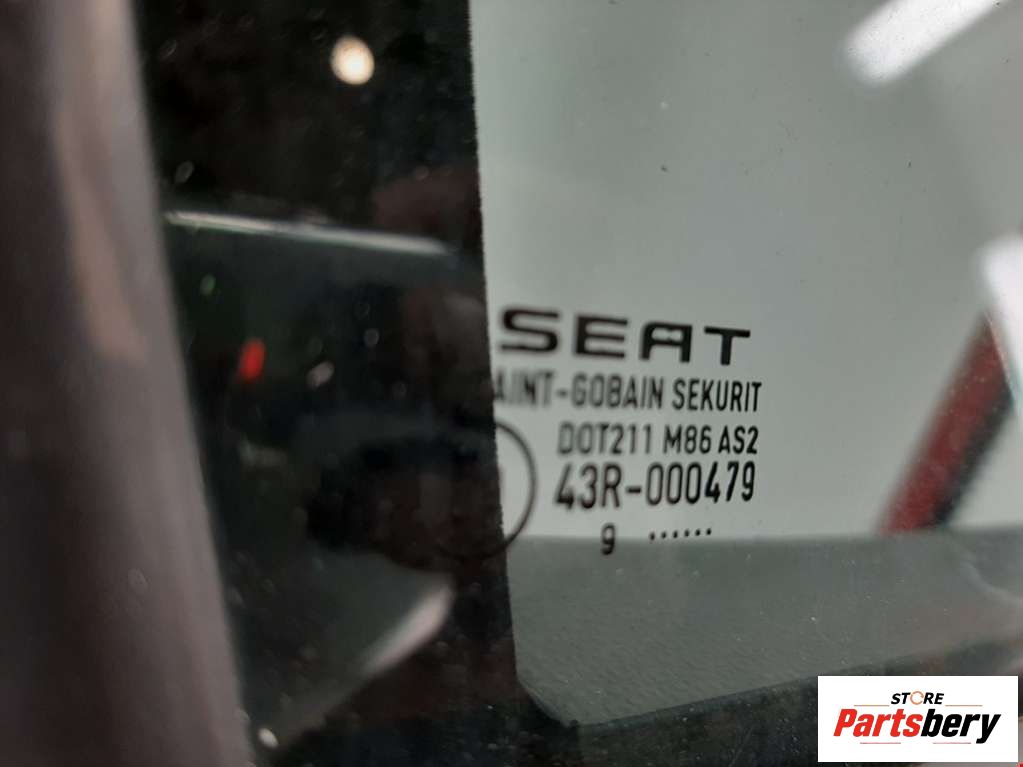 SEAT
AINT-GOBAIN SEKURIT
DOT211 M86 AS2
43R-000479
9 ......
STORE
Partsbery